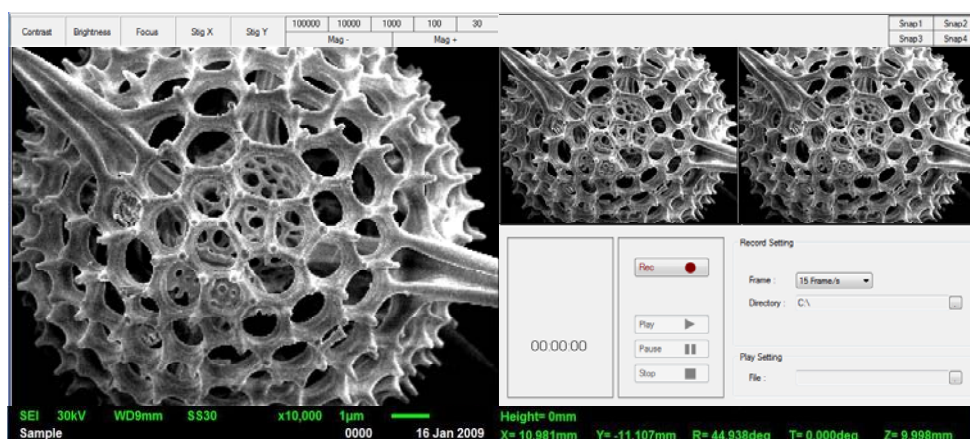 Contrast Brightness Focus Stig X Stig Y 100000 10000 1000 100 30
Mag - Mag +
Snap1 Snap2
Snap3 Snap4
Record Setting
Rec
Frame : 15 Frame/s
Directory : C:\
Play
00:00:00
Pause
Play Setting
Stop
File :
SEI 30kV WD9mm SS30 x10,000 1µm
Sample 0000 16 Jan 2009
Height= 0mm
X= 10.981mm Y= -11.107mm R= 44.938deg T= 0.000deg Z= 9.998mm